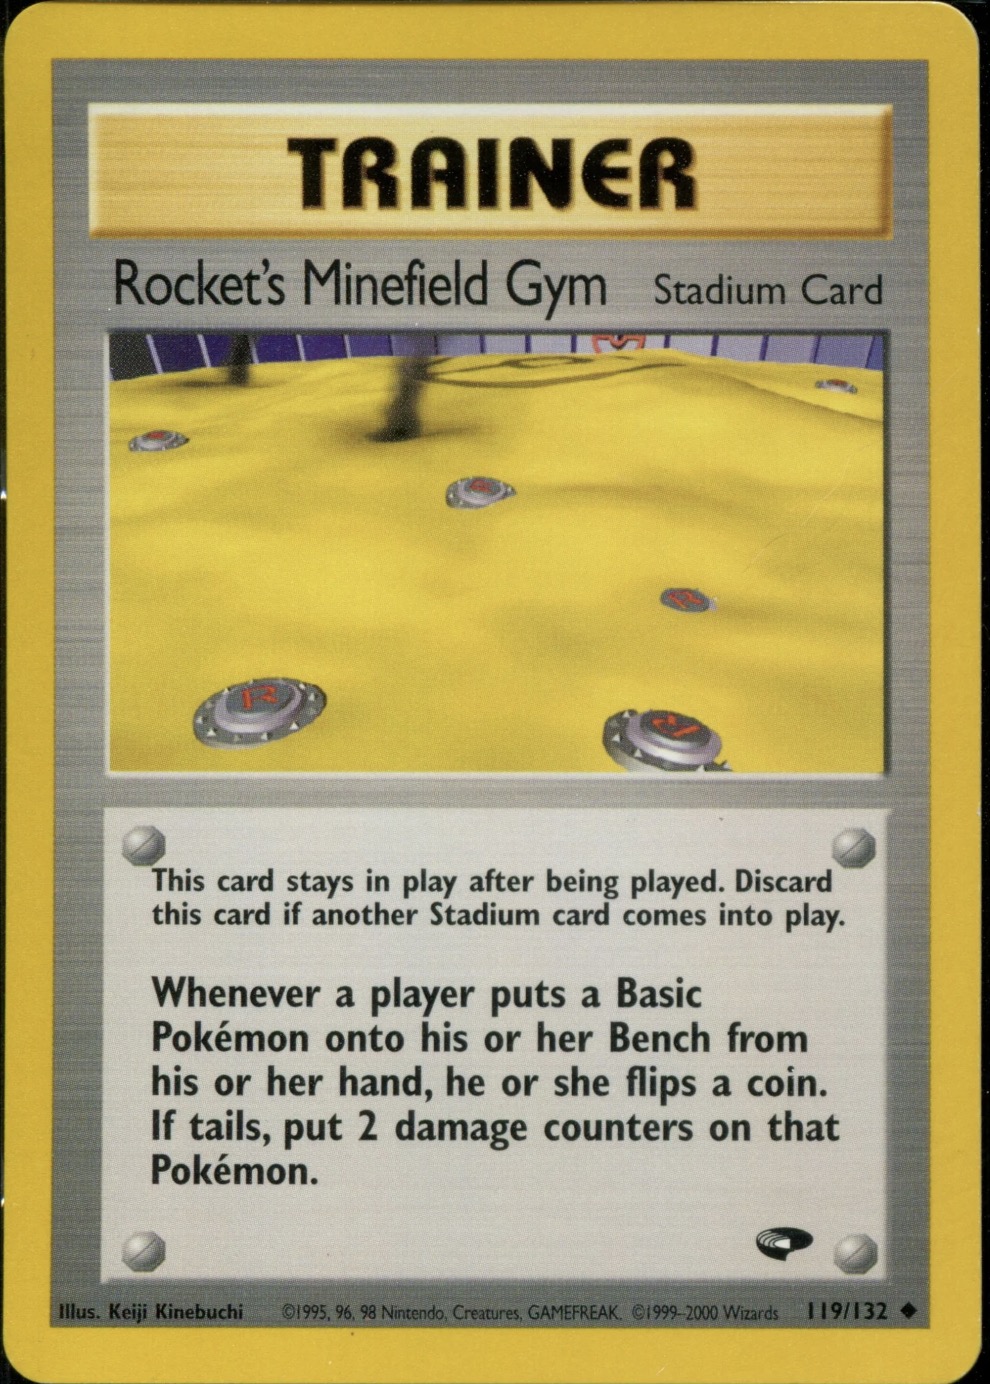 TRAINER
Rocket's Minefield Gym Stadium Card
R
R
R
R
This card stays in play after being played. Discard
this card if another Stadium card comes into play.
Whenever a player puts a Basic
Pokémon onto his or her Bench from
his or her hand, he or she flips a coin.
If tails, put 2 damage counters on that
Pokémon.
Illus. Keiji Kinebuchi ©1995, 96, 98 Nintendo, Creatures, GAMEFREAK. ©1999–2000 Wizards 119/132 ◆